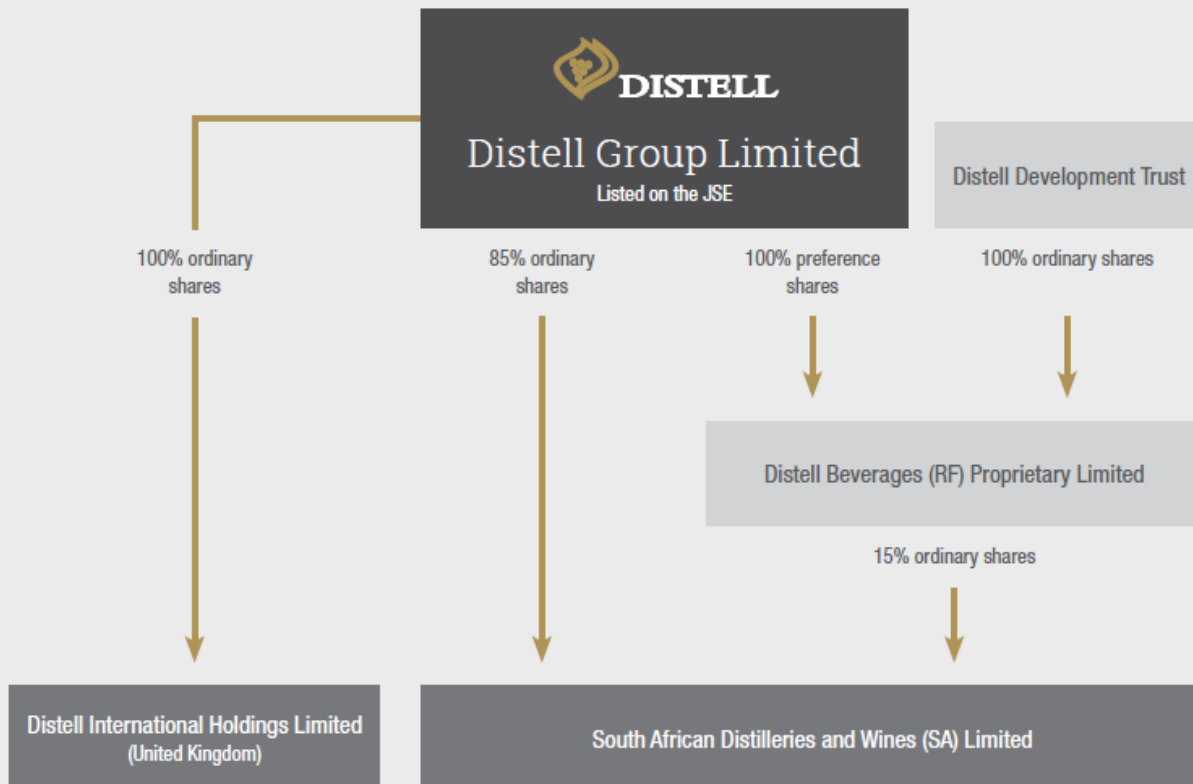 DISTELL
Distell Group Limited
Listed on the JSE
Distell Development Trust
100% ordinary
shares
85% ordinary
shares
100% preference
shares
100% ordinary shares
Distell Beverages (RF) Proprietary Limited
15% ordinary shares
Distell International Holdings Limited
(United Kingdom)
South African Distilleries and Wines (SA) Limited